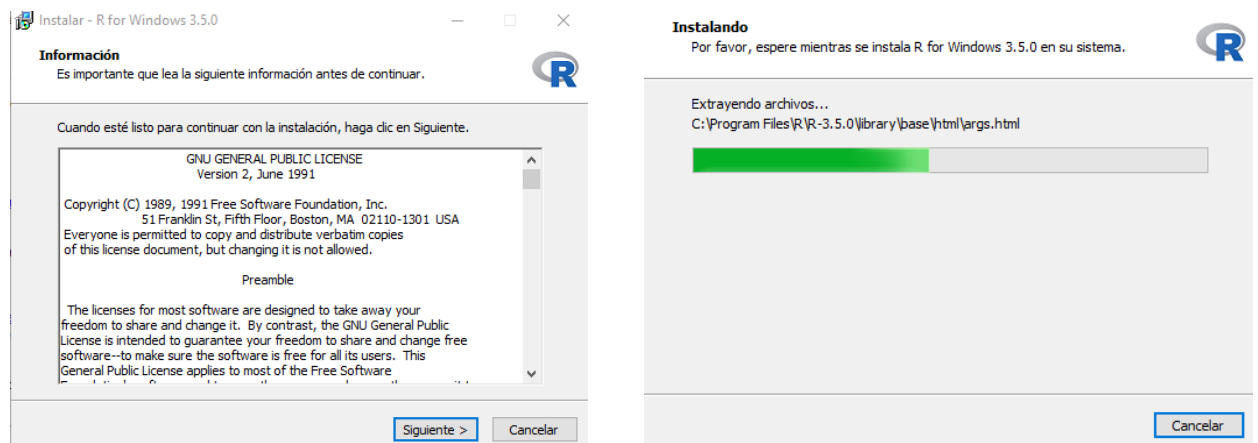 Instalar - R for Windows 3.5.0
Información
Es importante que lea la siguiente información antes de continuar.
R
Cuando esté listo para continuar con la instalación, haga clic en Siguiente.
GNU GENERAL PUBLIC LICENSE
Version 2, June 1991
Copyright (C) 1989, 1991 Free Software Foundation, Inc.
51 Franklin St, Fifth Floor, Boston, MA 02110-1301 USA
Everyone is permitted to copy and distribute verbatim copies
of this license document, but changing it is not allowed.
Preamble
The licenses for most software are designed to take away your
freedom to share and change it. By contrast, the GNU General Public
License is intended to guarantee your freedom to share and change free
software--to make sure the software is free for all its users. This
General Public License applies to most of the Free Software
Siguiente >
Cancelar
Instalando
Por favor, espere mientras se instala R for Windows 3.5.0 en su sistema.
R
Extrayendo archivos...
C:\Program Files\R\R-3.5.0\library\base\html\args.html
Cancelar